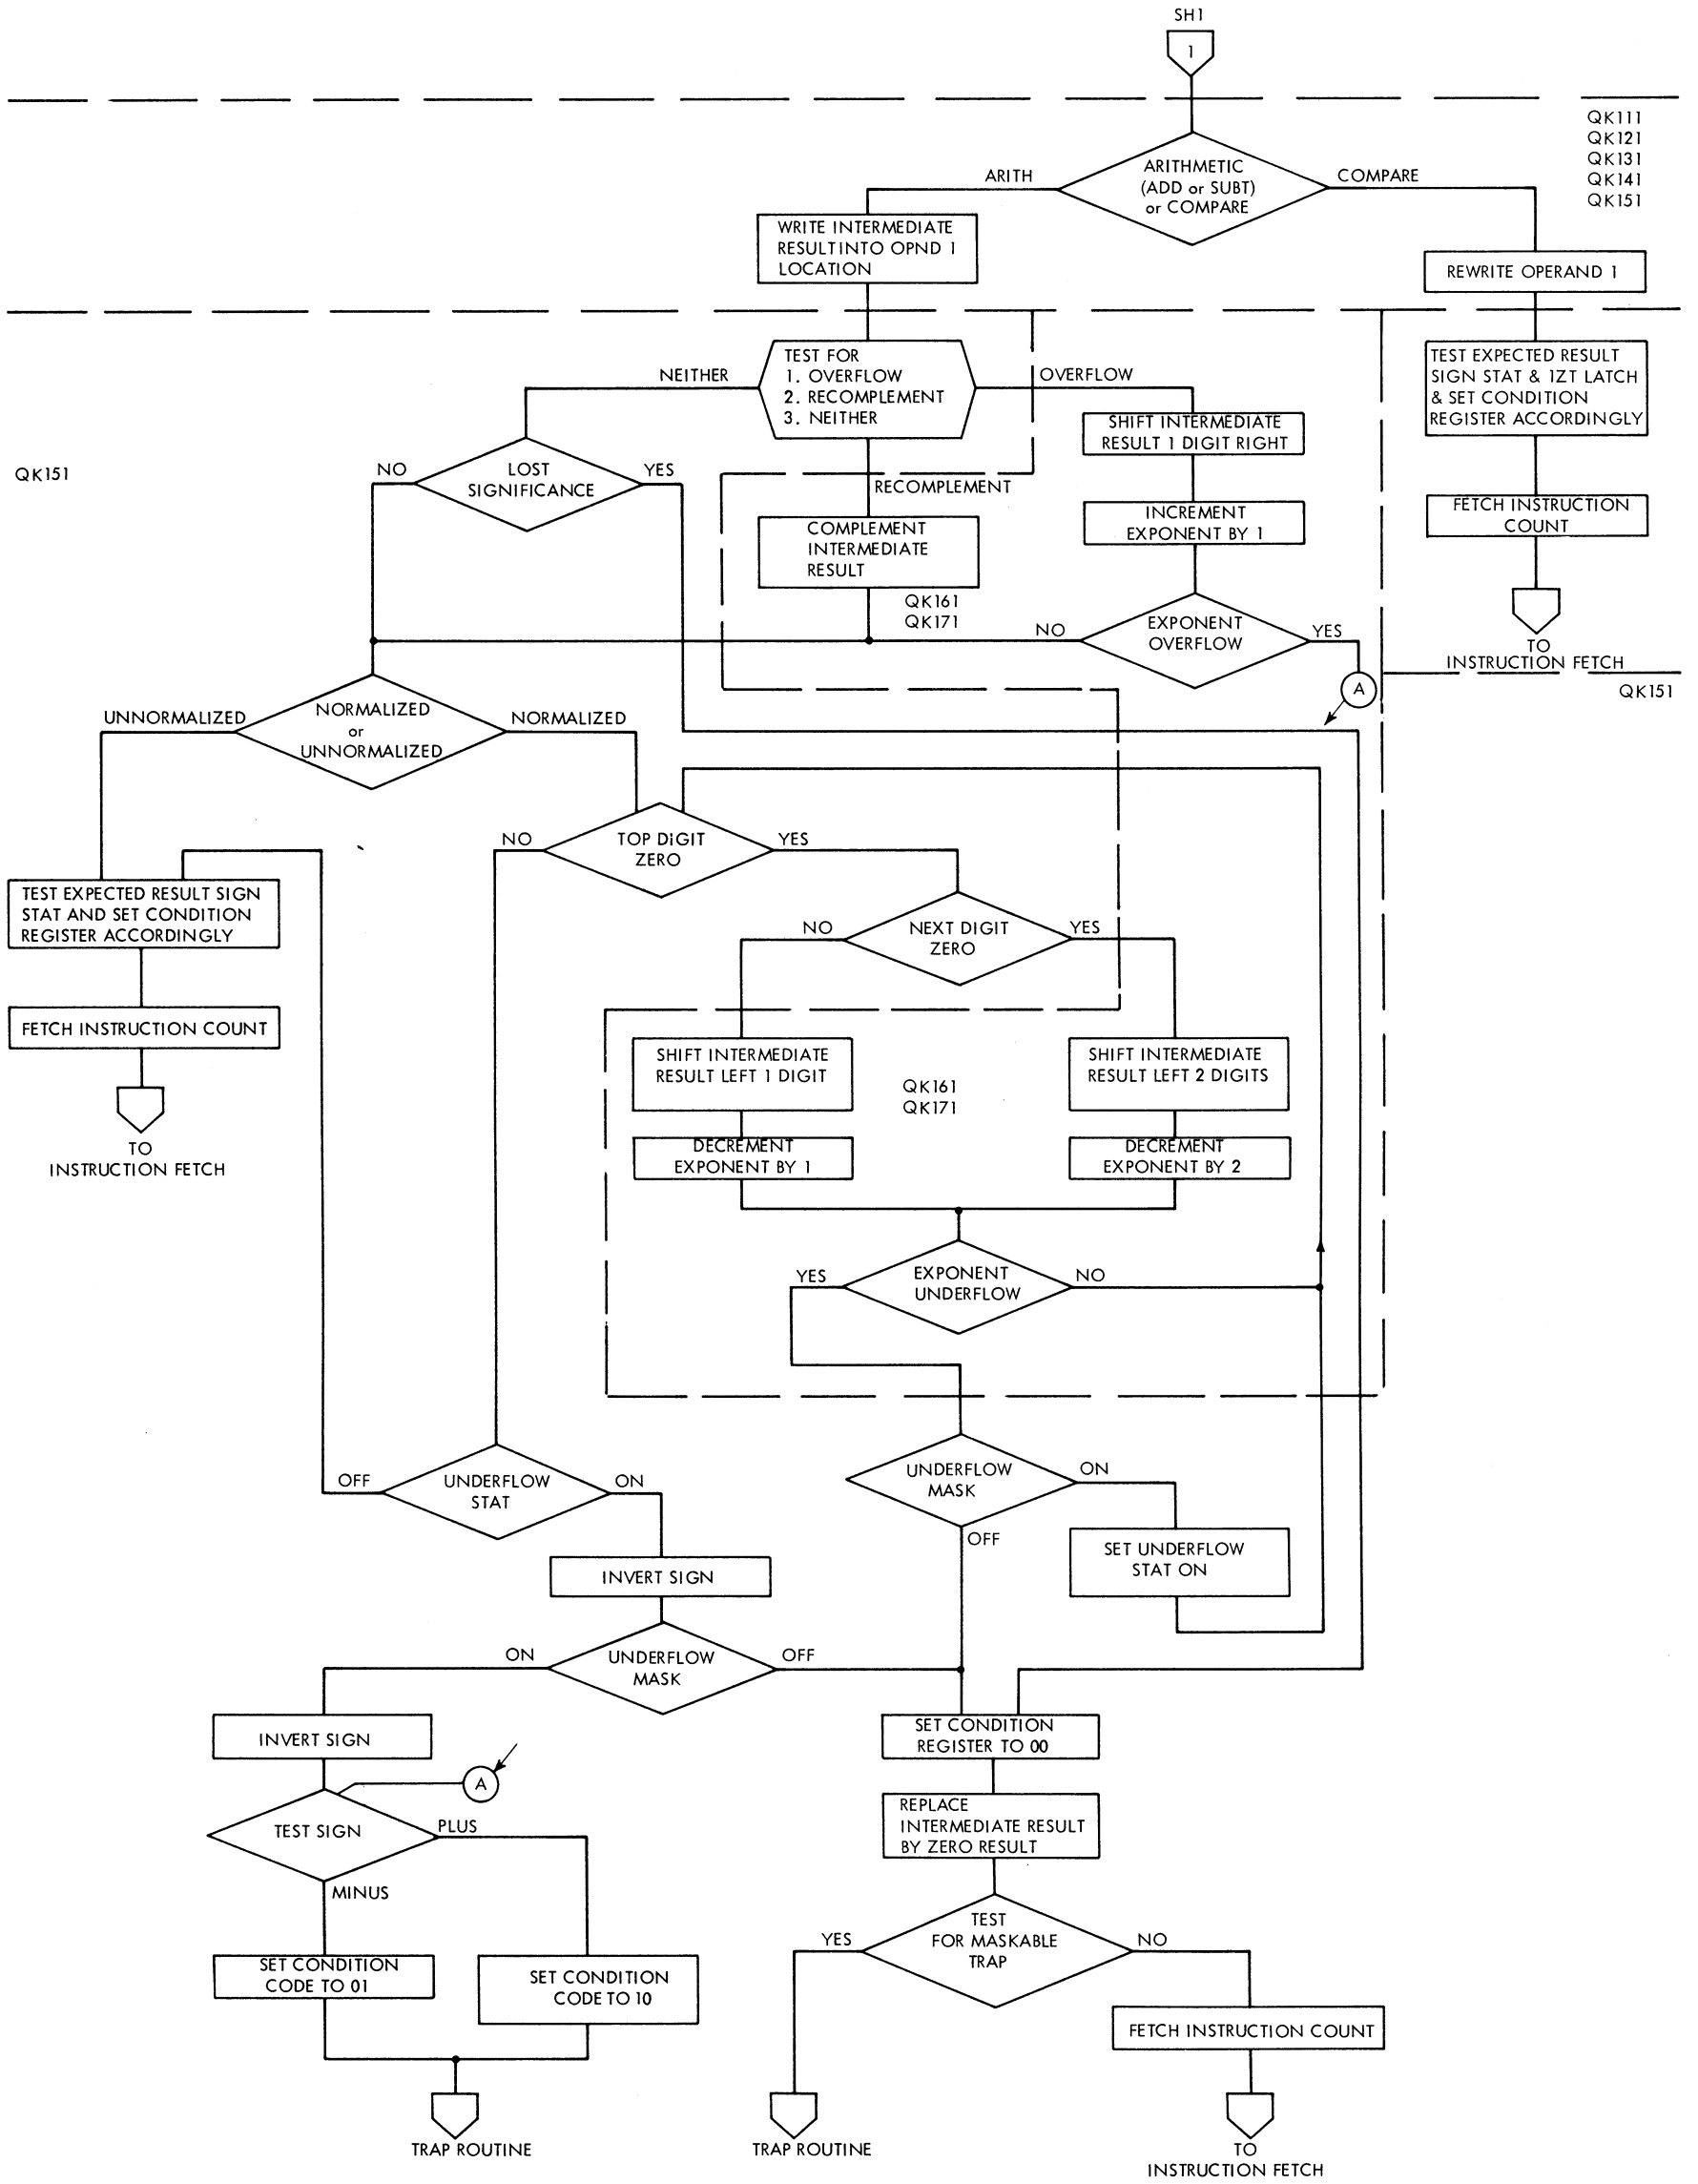 SH1
1
QK111
QK121
QK131
QK141
QK151
ARITHMETIC
(ADD or SUBT)
or COMPARE
ARITH
COMPARE
WRITE INTERMEDIATE
RESULT INTO OPND 1
LOCATION
REWRITE OPERAND 1
TEST FOR
1. OVERFLOW
2. RECOMPLEMENT
3. NEITHER
NEITHER
OVERFLOW
TEST EXPECTED RESULT
SIGN STAT & 1ZT LATCH
& SET CONDITION
REGISTER ACCORDINGLY
SHIFT INTERMEDIATE
RESULT 1 DIGIT RIGHT
QK151
NO
LOST
SIGNIFICANCE
YES
RECOMPLEMENT
INCREMENT
EXPONENT BY 1
FETCH INSTRUCTION
COUNT
COMPLEMENT
INTERMEDIATE
RESULT
QK161
QK171
NO
EXPONENT
OVERFLOW
YES
TO
INSTRUCTION FETCH
A
QK151
UNNORMALIZED
NORMALIZED
or
UNNORMALIZED
NORMALIZED
NO
TOP DIGIT
ZERO
YES
TEST EXPECTED RESULT SIGN
STAT AND SET CONDITION
REGISTER ACCORDINGLY
NO
NEXT DIGIT
ZERO
YES
FETCH INSTRUCTION COUNT
SHIFT INTERMEDIATE
RESULT LEFT 1 DIGIT
QK161
QK171
SHIFT INTERMEDIATE
RESULT LEFT 2 DIGITS
TO
INSTRUCTION FETCH
DECREMENT
EXPONENT BY 1
DECREMENT
EXPONENT BY 2
YES
EXPONENT
UNDERFLOW
NO
OFF
UNDERFLOW
STAT
ON
UNDERFLOW
MASK
ON
OFF
SET UNDERFLOW
STAT ON
INVERT SIGN
ON
UNDERFLOW
MASK
OFF
INVERT SIGN
SET CONDITION
REGISTER TO 00
A
TEST SIGN
PLUS
MINUS
REPLACE
INTERMEDIATE RESULT
BY ZERO RESULT
YES
TEST
FOR MASKABLE
TRAP
NO
SET CONDITION
CODE TO 01
SET CONDITION
CODE TO 10
FETCH INSTRUCTION COUNT
TRAP ROUTINE
TRAP ROUTINE
TO
INSTRUCTION FETCH